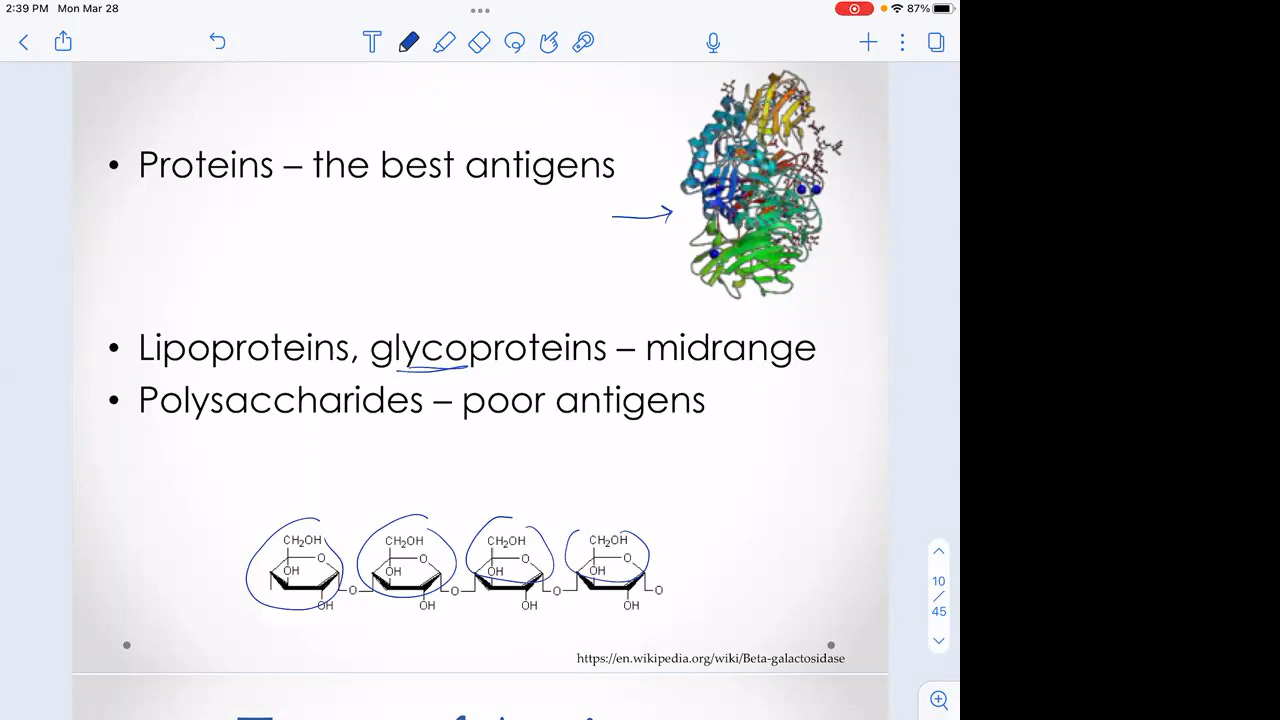 2:39 PM Mon Mar 28
87%
T
• Proteins – the best antigens
• Lipoproteins, glycoproteins – midrange
• Polysaccharides – poor antigens
CH2OH CH2OH CH2OH CH2OH
O O O O
OH OH OH OH
O O O O
OH OH OH OH
https://en.wikipedia.org/wiki/Beta-galactosidase
10
/
45